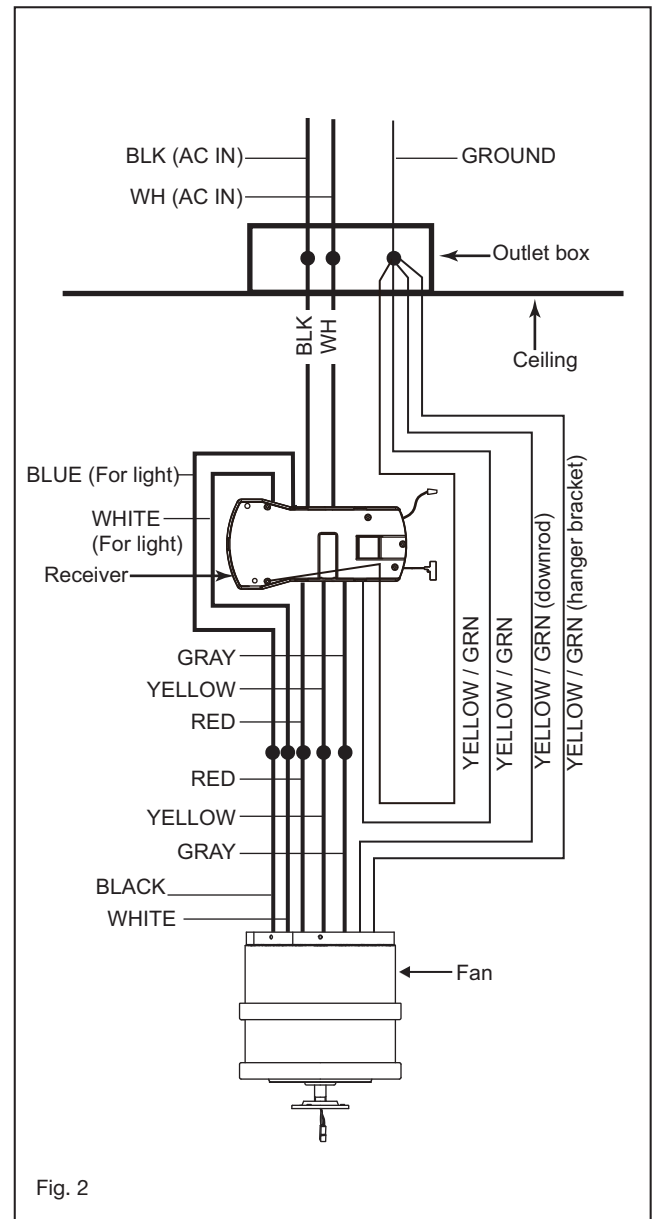 BLK (AC IN)
GROUND
WH (AC IN)
Outlet box
BLK
WH
Ceiling
BLUE (For light)
WHITE
(For light)
Receiver
YELLOW / GRN
YELLOW / GRN
YELLOW / GRN (downrod)
YELLOW / GRN (hanger bracket)
GRAY
YELLOW
RED
RED
YELLOW
GRAY
BLACK
WHITE
Fan
Fig. 2